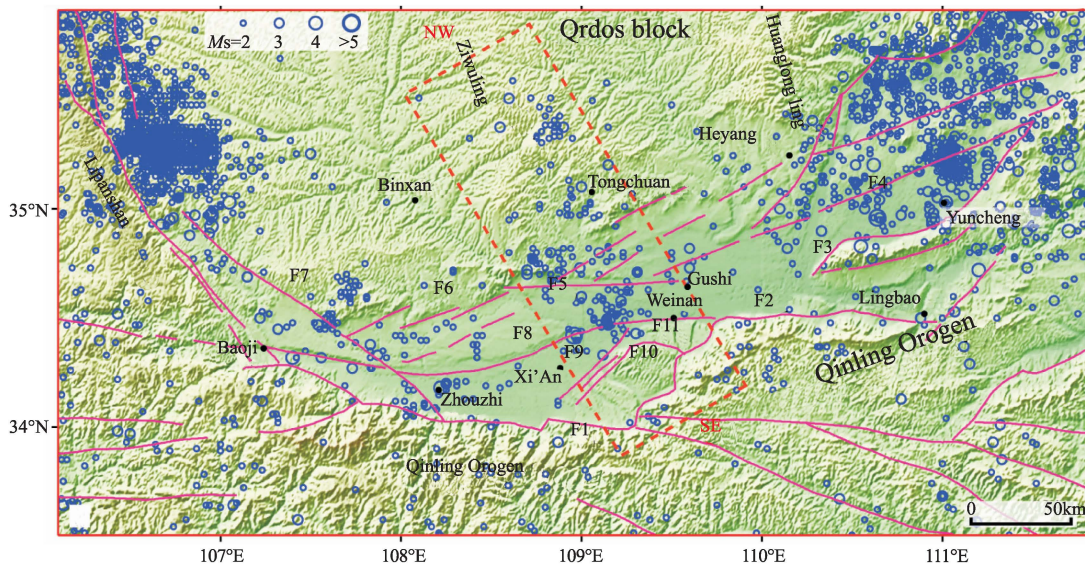 Ms=2 3 4 >5
NW
Qrdos block
Ziwuling
Huanglong ling
Heyang
Lipanshan
Binxan
Tongchuan
F4
35°N
Yuncheng
F3
F7
F6
F5
Gushi
Weinan
F2
Lingbao
F8
F11
Baoji
F9
F10
Xi’An
Qinling Orogen
Zhouzhi
34°N
F1
SE
Qinling Orogen
50km
107°E 108°E 109°E 110°E 111°E